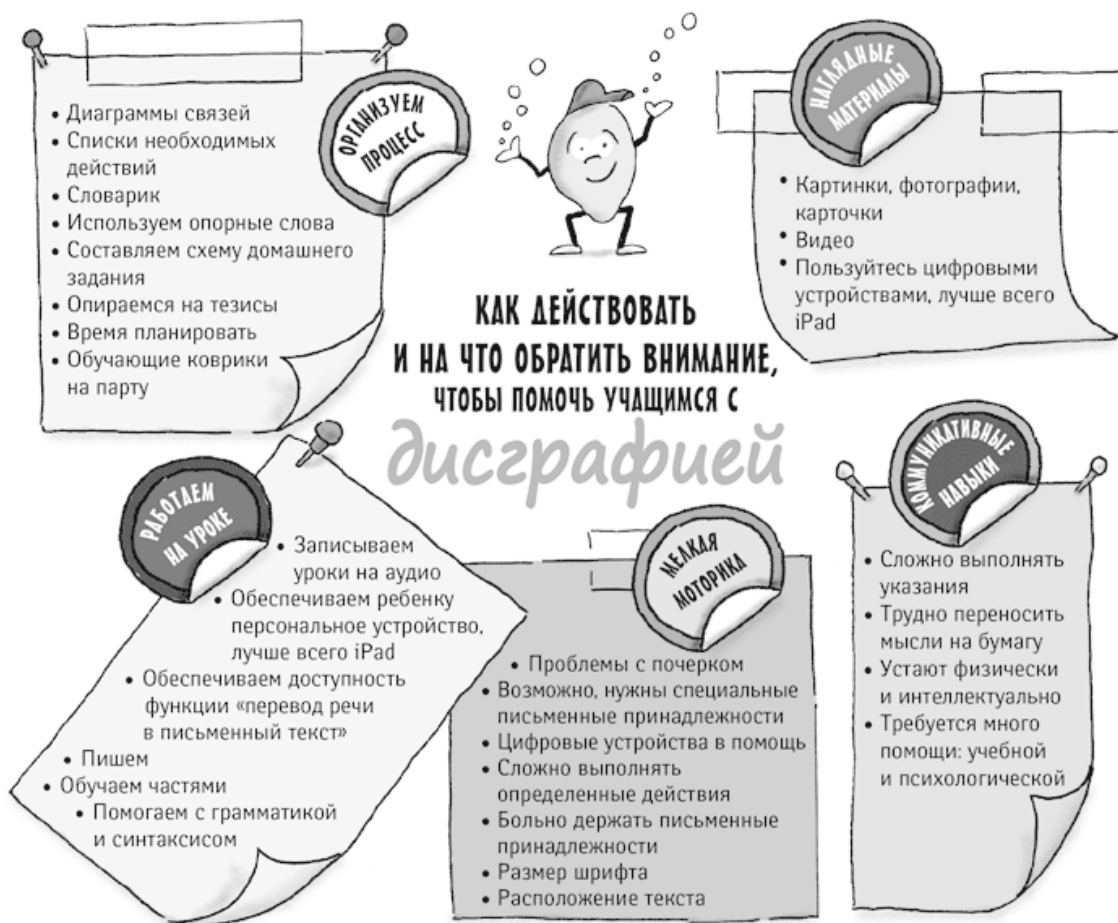 ОРГАНИЗУЕМ
ПРОЦЕСС
• Диаграммы связей
• Списки необходимых
действий
• Словарик
• Используем опорные слова
• Составляем схему домашнего
задания
• Опираемся на тезисы
• Время планировать
• Обучающие коврики
на парту
НАГЛЯДНЫЕ
МАТЕРИАЛЫ
• Картинки, фотографии,
карточки
• Видео
• Пользуйтесь цифровыми
устройствами, лучше всего
iPad
КАК ДЕЙСТВОВАТЬ
И НА ЧТО ОБРАТИТЬ ВНИМАНИЕ,
ЧТОБЫ ПОМОЧЬ УЧАЩИМСЯ С
дисграфией
РАБОТАЕМ
НА УРОКЕ
• Записываем
уроки на аудио
• Обеспечиваем ребенку
персональное устройство,
лучше всего iPad
• Обеспечиваем доступность
функции «перевод речи
в письменный текст»
• Пишем
• Обучаем частями
• Помогаем с грамматикой
и синтаксисом
МЕЛКАЯ
МОТОРИКА
• Проблемы с почерком
• Возможно, нужны специальные
письменные принадлежности
• Цифровые устройства в помощь
• Сложно выполнять
определенные действия
• Больно держать письменные
принадлежности
• Размер шрифта
• Расположение текста
КОММУНИКАТИВНЫЕ
НАВЫКИ
• Сложно выполнять
указания
• Трудно переносить
мысли на бумагу
• Устают физически
и интеллектуально
• Требуется много
помощи: учебной
и психологической